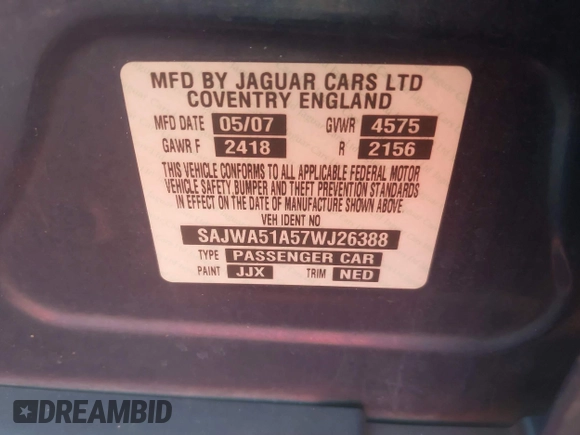 MFD BY JAGUAR CARS LTD
COVENTRY ENGLAND
MFD DATE 05/07 GVWR 4575
GAWR F 2418 R 2156
THIS VEHICLE CONFORMS TO ALL APPLICABLE FEDERAL MOTOR
VEHICLE SAFETY, BUMPER AND THEFT PREVENTION STANDARDS
IN EFFECT ON THE DATE OF MANUFACTURE SHOWN ABOVE.
VEH IDENT NO
SAJWA51A57WJ26388
TYPE PASSENGER CAR
PAINT JJX TRIM NED
DREAMBID